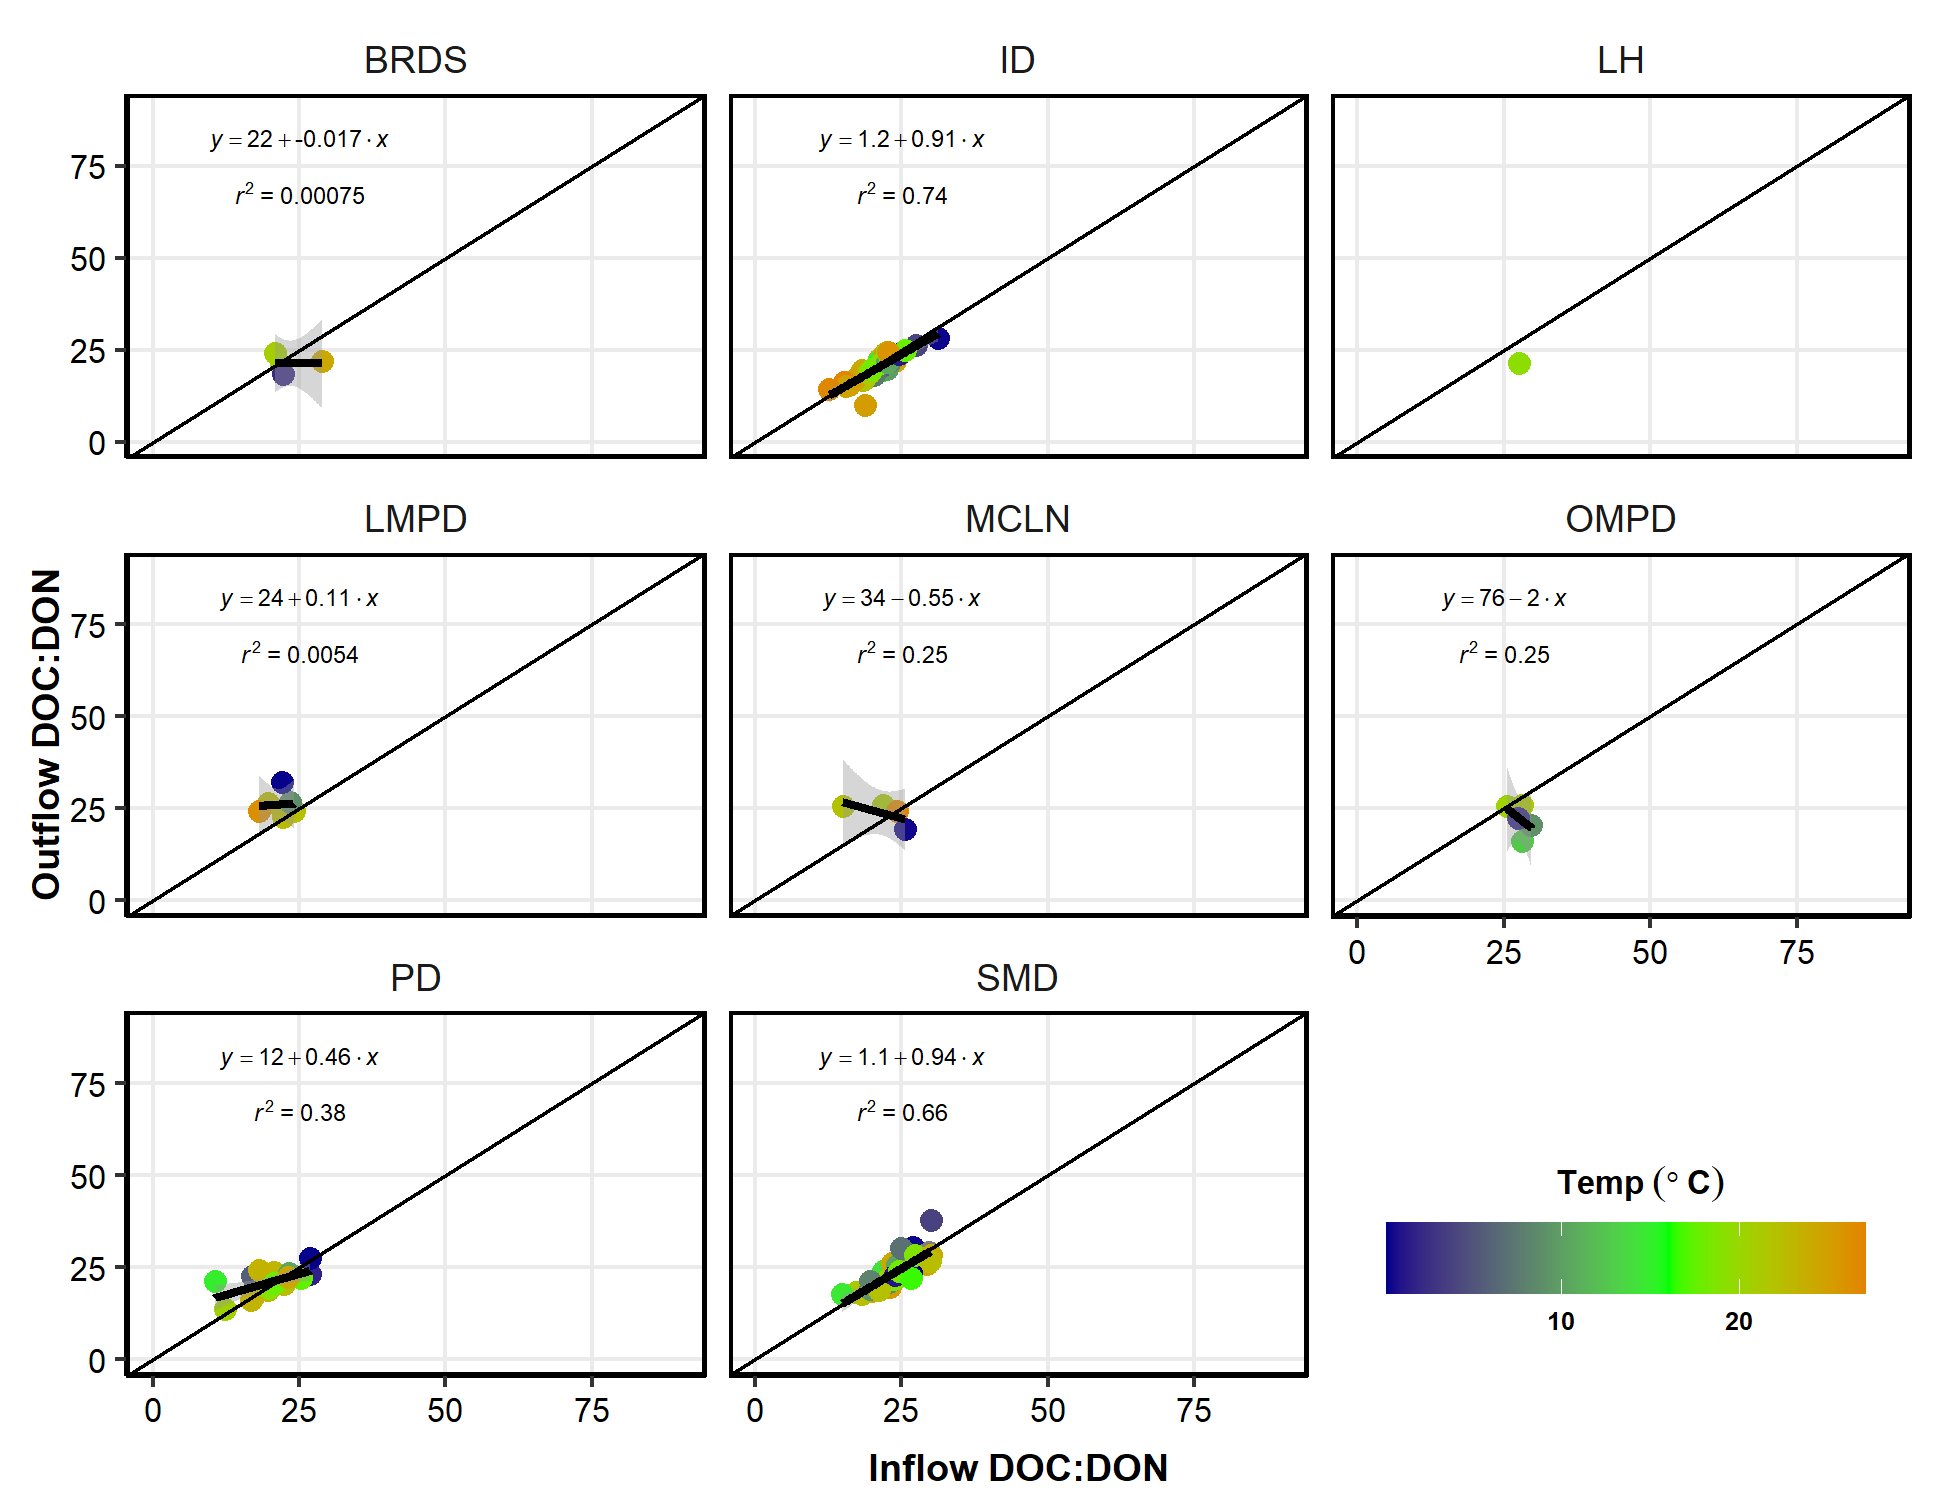 BRDS
ID
LH
y = 22 + -0.017 · x
r² = 0.00075
y = 1.2 + 0.91 · x
r² = 0.74
75
50
25
0
LMPD
MCLN
OMPD
y = 24 + 0.11 · x
r² = 0.0054
y = 34 − 0.55 · x
r² = 0.25
y = 76 − 2 · x
r² = 0.25
75
50
25
0
0 25 50 75
PD
SMD
y = 12 + 0.46 · x
r² = 0.38
y = 1.1 + 0.94 · x
r² = 0.66
75
50
25
0
0 25 50 75
0 25 50 75
Outflow DOC:DON
Inflow DOC:DON
Temp (° C)
10 20